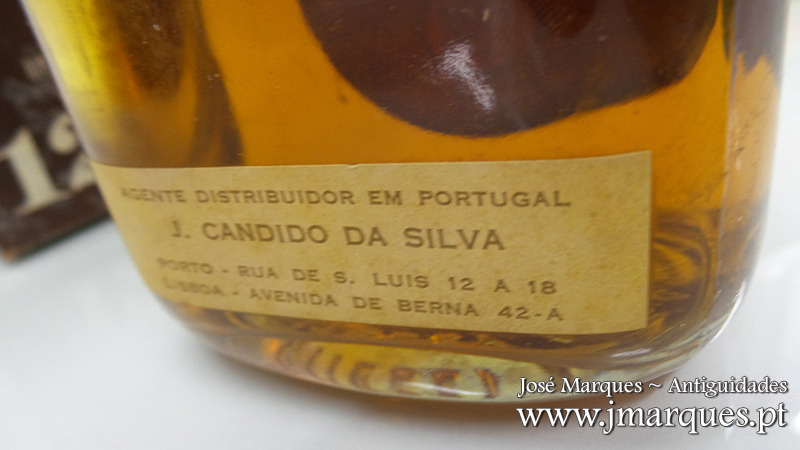 12
AGENTE DISTRIBUIDOR EM PORTUGAL
J. CANDIDO DA SILVA
PORTO - RUA DE S. LUIS 12 A 18
LISBOA - AVENIDA DE BERNA 42-A
José Marques ~ Antiguidades
www.jmarques.pt